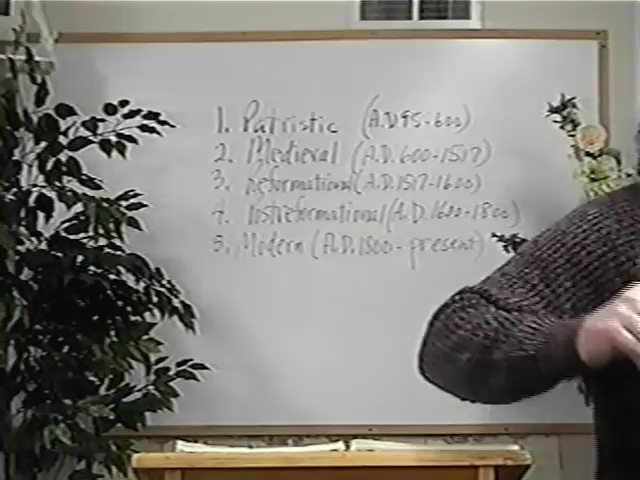 1. Patristic (A.D. 95-600)
2. Medieval (A.D. 600-1517)
3. Reformational (A.D. 1517-1600)
4. Postreformational (A.D. 1600-1800)
5. Modern (A.D. 1800-present)